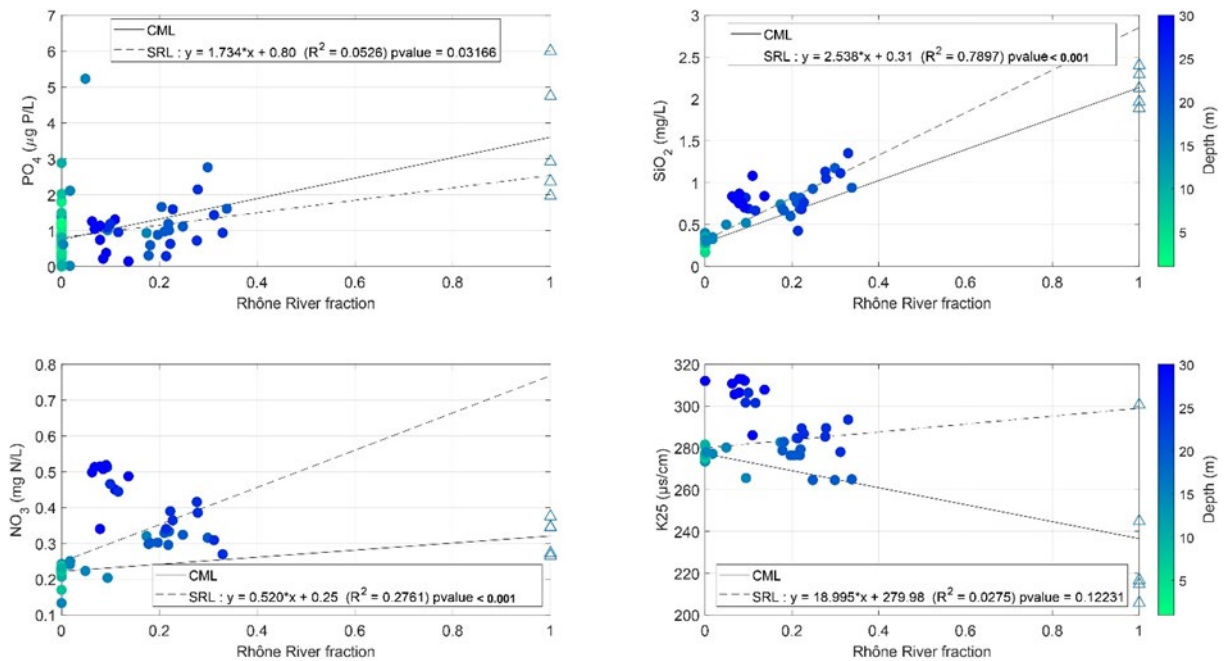 7
6
5
4
3
2
1
0
PO4 (µg P/L)
CML
SRL : y = 1.734*x + 0.80 (R2 = 0.0526) pvalue = 0.03166
0 0.2 0.4 0.6 0.8 1
Rhône River fraction
3
2.5
2
1.5
1
0.5
0
SiO2 (mg/L)
CML
SRL : y = 2.538*x + 0.31 (R2 = 0.7897) pvalue < 0.001
0 0.2 0.4 0.6 0.8 1
Rhône River fraction
30
25
20
15
10
5
Depth (m)
0.8
0.7
0.6
0.5
0.4
0.3
0.2
0.1
NO3 (mg N/L)
CML
SRL : y = 0.520*x + 0.25 (R2 = 0.2761) pvalue < 0.001
0 0.2 0.4 0.6 0.8 1
Rhône River fraction
320
300
280
260
240
220
200
K25 (µs/cm)
CML
SRL : y = 18.995*x + 279.98 (R2 = 0.0275) pvalue = 0.12231
0 0.2 0.4 0.6 0.8 1
Rhône River fraction
30
25
20
15
10
5
Depth (m)